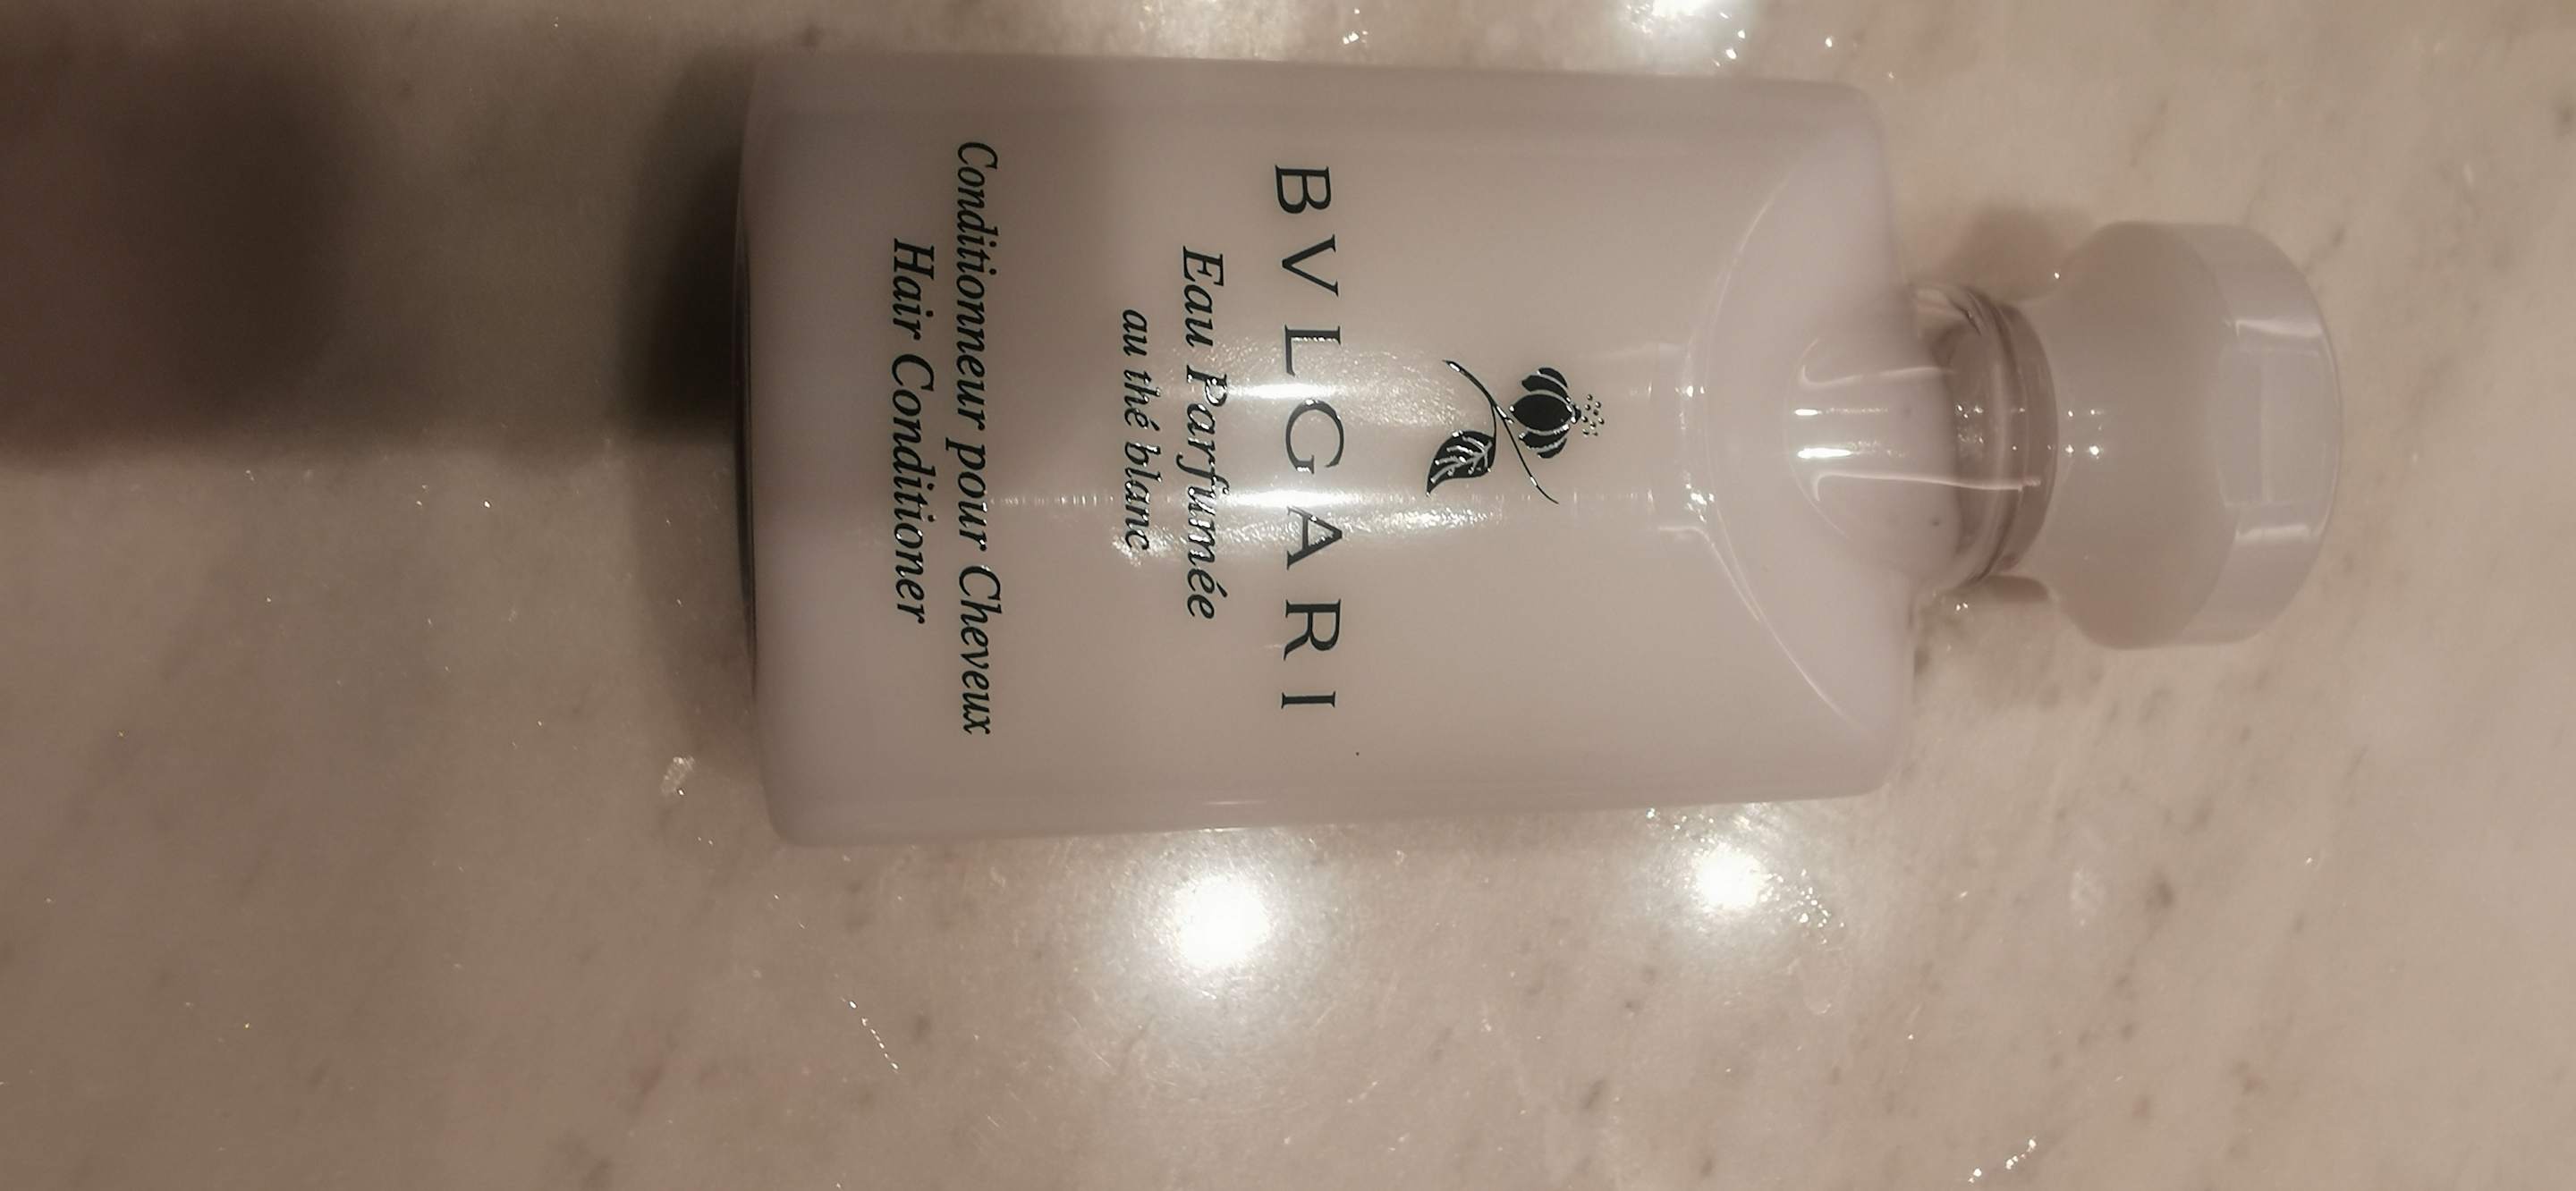 BVLGARI
Eau Parfumée
au thé blanc
Conditionneur pour Cheveux
Hair Conditioner